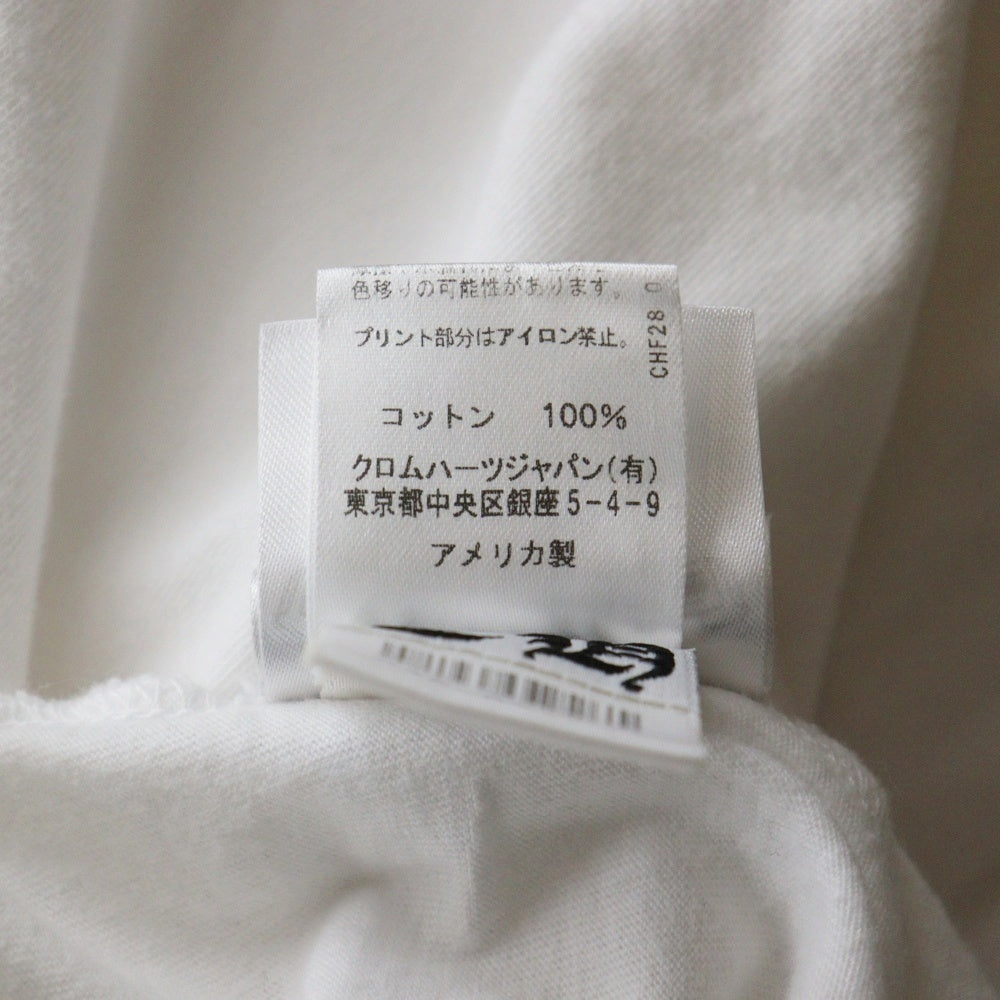 色移りの可能性があります。
プリント部分はアイロン禁止。
CHF28 0
コットン 100%
クロムハーツジャパン(有)
東京都中央区銀座5-4-9
アメリカ製